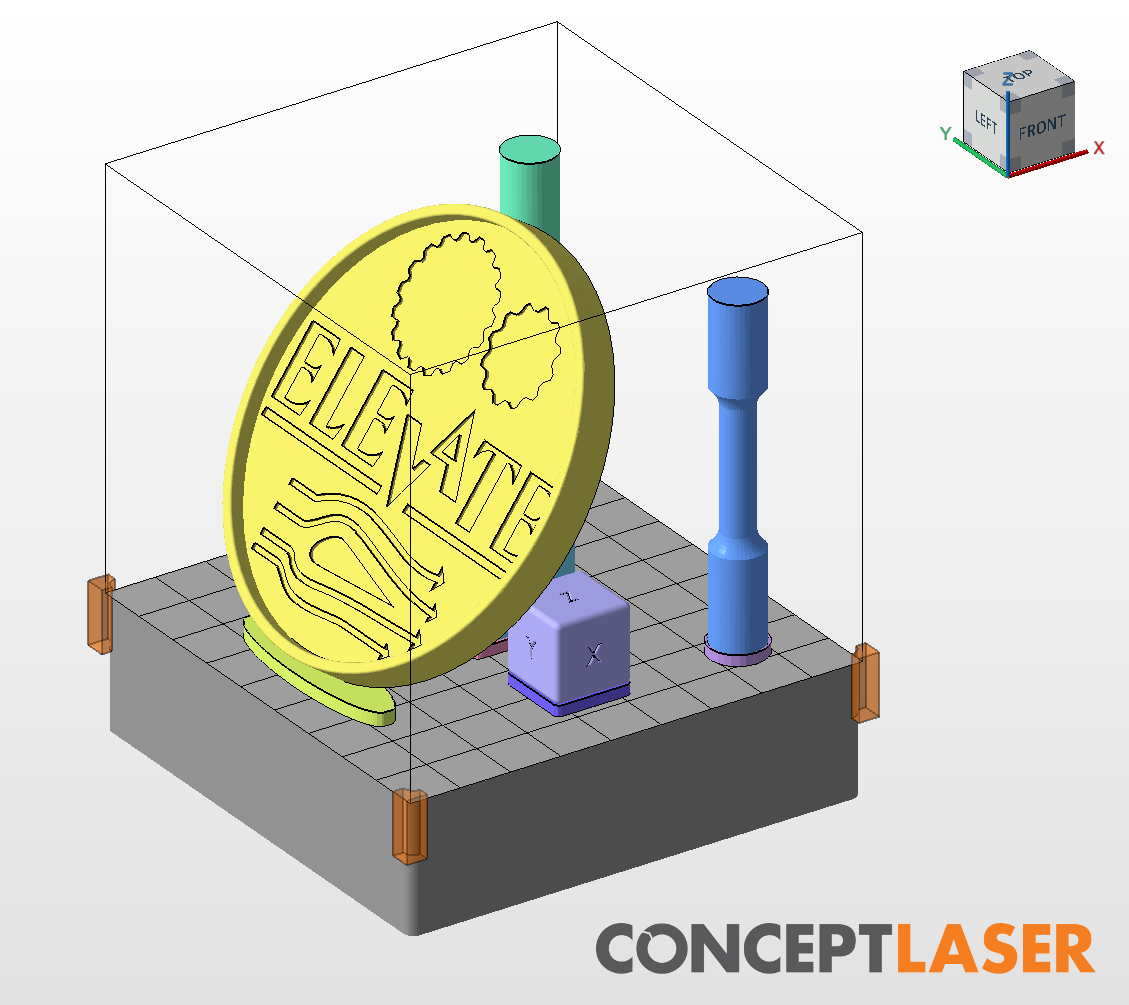 Z
TOP
LEFT
FRONT
Y
X
ELEVATE
Z
Y
X
CONCEPTLASER